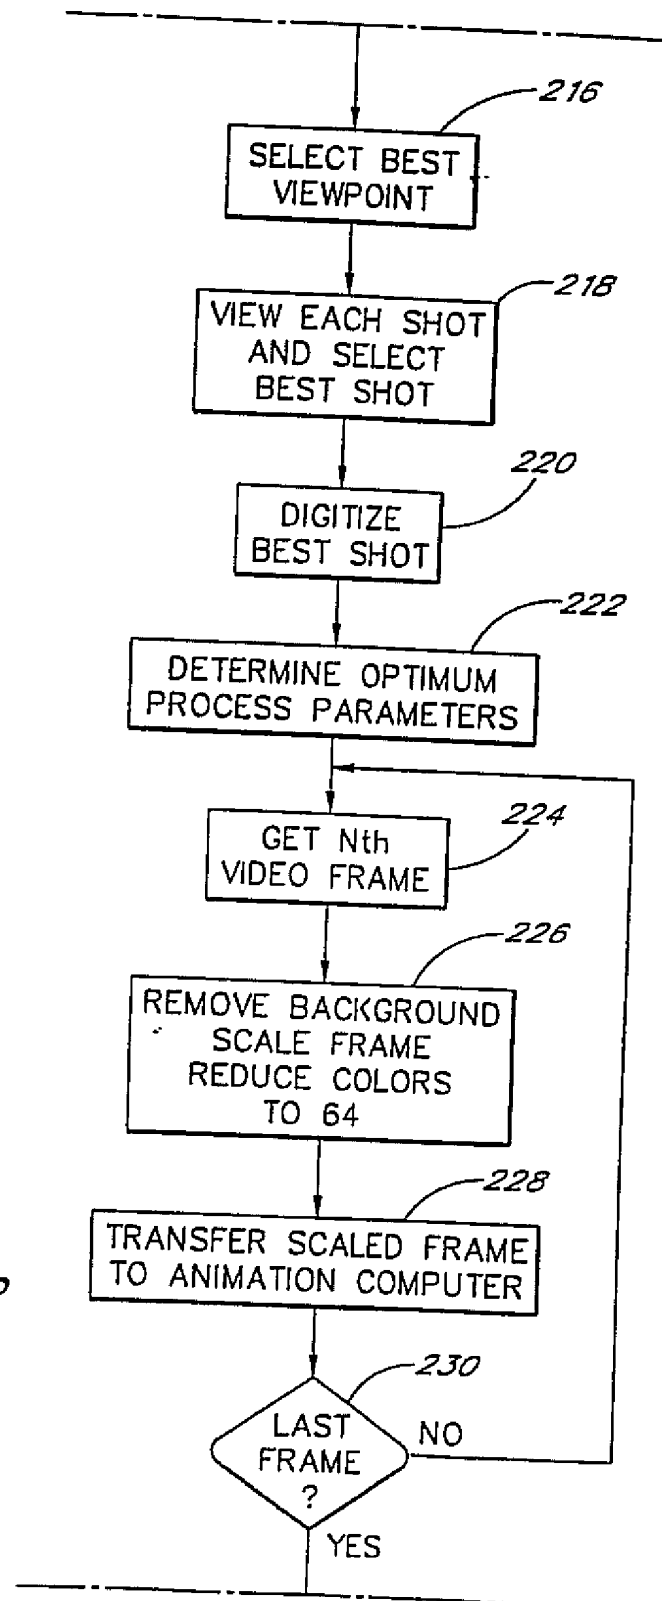 216
SELECT BEST
VIEWPOINT
218
VIEW EACH SHOT
AND SELECT
BEST SHOT
220
DIGITIZE
BEST SHOT
222
DETERMINE OPTIMUM
PROCESS PARAMETERS
224
GET Nth
VIDEO FRAME
226
REMOVE BACKGROUND
SCALE FRAME
REDUCE COLORS
TO 64
228
TRANSFER SCALED FRAME
TO ANIMATION COMPUTER
230
LAST
FRAME
?
NO
YES